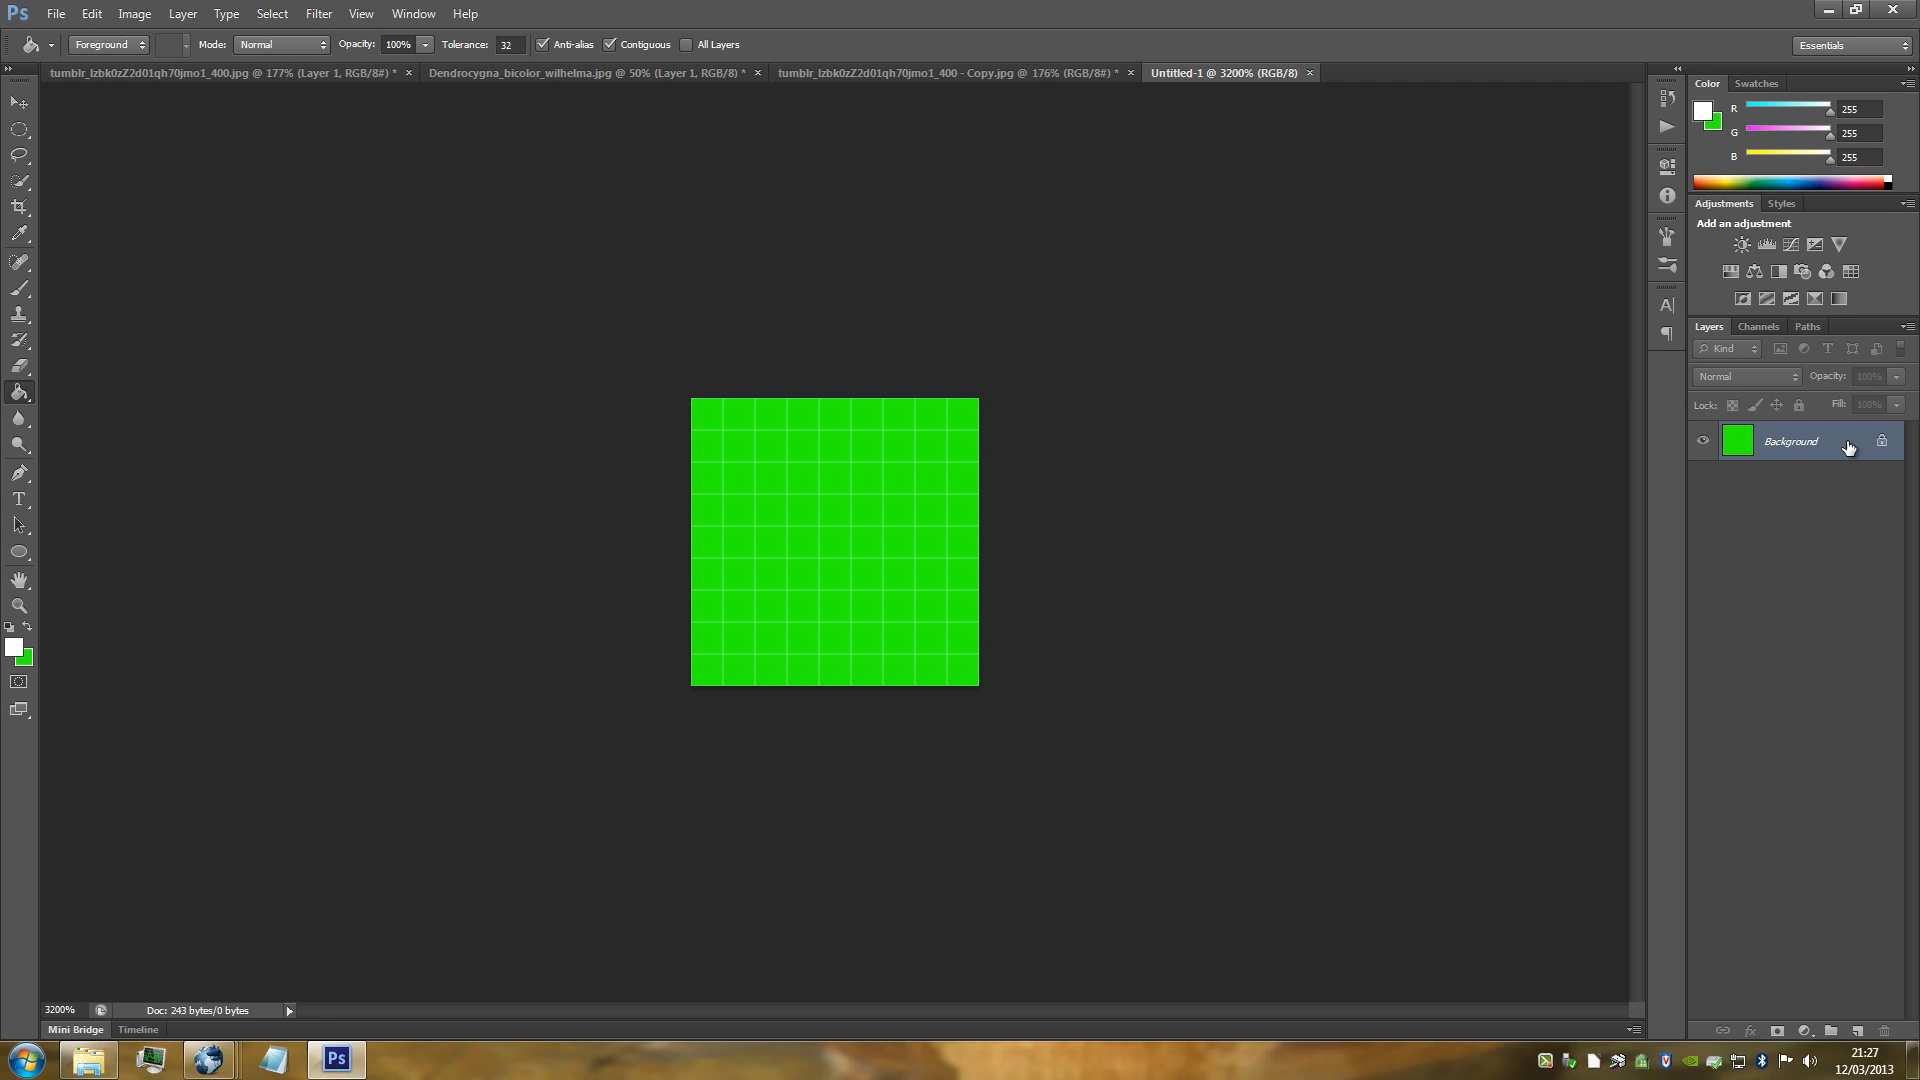 Ps File Edit Image Layer Type Select Filter View Window Help
Foreground Mode: Normal Opacity: 100% Tolerance: 32 Anti-alias Contiguous All Layers Essentials
tumblr_lzbk0zZ2d01qh70jmo1_400.jpg @ 177% (Layer 1, RGB/8#) * Dendrocygna_bicolor_wilhelma.jpg @ 50% (Layer 1, RGB/8) * tumblr_lzbk0zZ2d01qh70jmo1_400 - Copy.jpg @ 176% (RGB/8#) * Untitled-1 @ 3200% (RGB/8)
Color Swatches
R 255
G 255
B 255
Adjustments Styles
Add an adjustment
Layers Channels Paths
Kind
Normal Opacity: 100%
Lock: Fill: 100%
Background
3200% Doc: 243 bytes/0 bytes
Mini Bridge Timeline
Ps
21:27
12/03/2013